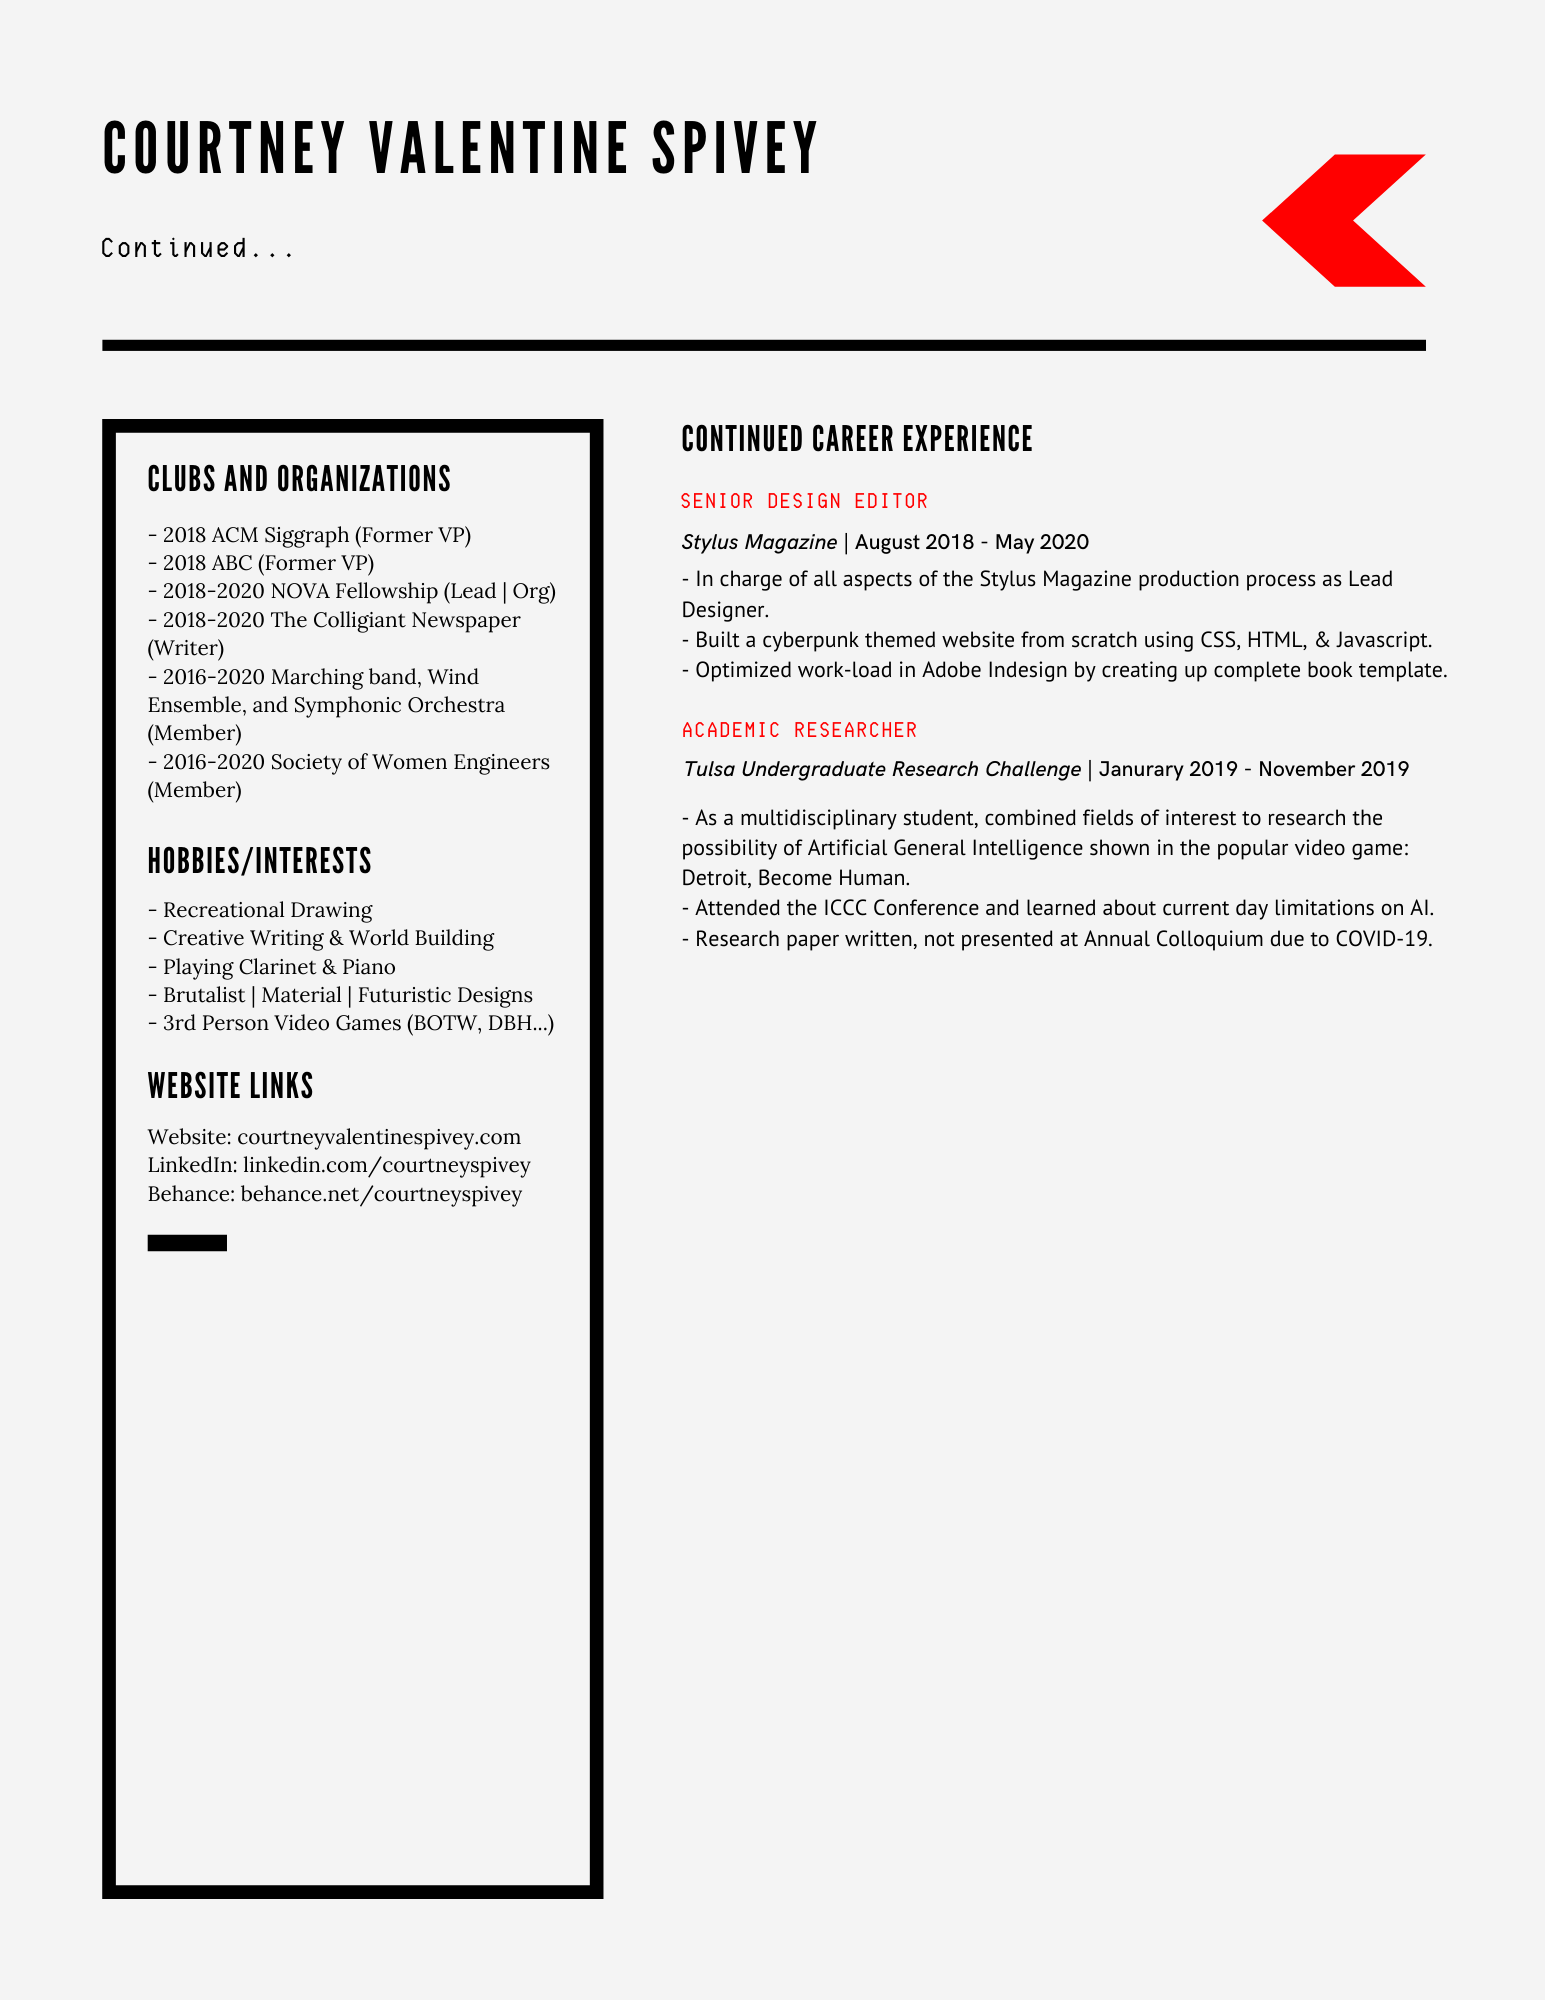 COURTNEY VALENTINE SPIVEY
Continued...
CLUBS AND ORGANIZATIONS
- 2018 ACM Siggraph (Former VP)
- 2018 ABC (Former VP)
- 2018-2020 NOVA Fellowship (Lead | Org)
- 2018-2020 The Colligiant Newspaper
(Writer)
- 2016-2020 Marching band, Wind
Ensemble, and Symphonic Orchestra
(Member)
- 2016-2020 Society of Women Engineers
(Member)
HOBBIES/INTERESTS
- Recreational Drawing
- Creative Writing & World Building
- Playing Clarinet & Piano
- Brutalist | Material | Futuristic Designs
- 3rd Person Video Games (BOTW, DBH...)
WEBSITE LINKS
Website: courtneyvalentinespivey.com
LinkedIn: linkedin.com/courtneyspivey
Behance: behance.net/courtneyspivey
CONTINUED CAREER EXPERIENCE
SENIOR DESIGN EDITOR
Stylus Magazine | August 2018 - May 2020
- In charge of all aspects of the Stylus Magazine production process as Lead
Designer.
- Built a cyberpunk themed website from scratch using CSS, HTML, & Javascript.
- Optimized work-load in Adobe Indesign by creating up complete book template.
ACADEMIC RESEARCHER
Tulsa Undergraduate Research Challenge | Janurary 2019 - November 2019
- As a multidisciplinary student, combined fields of interest to research the
possibility of Artificial General Intelligence shown in the popular video game:
Detroit, Become Human.
- Attended the ICCC Conference and learned about current day limitations on AI.
- Research paper written, not presented at Annual Colloquium due to COVID-19.